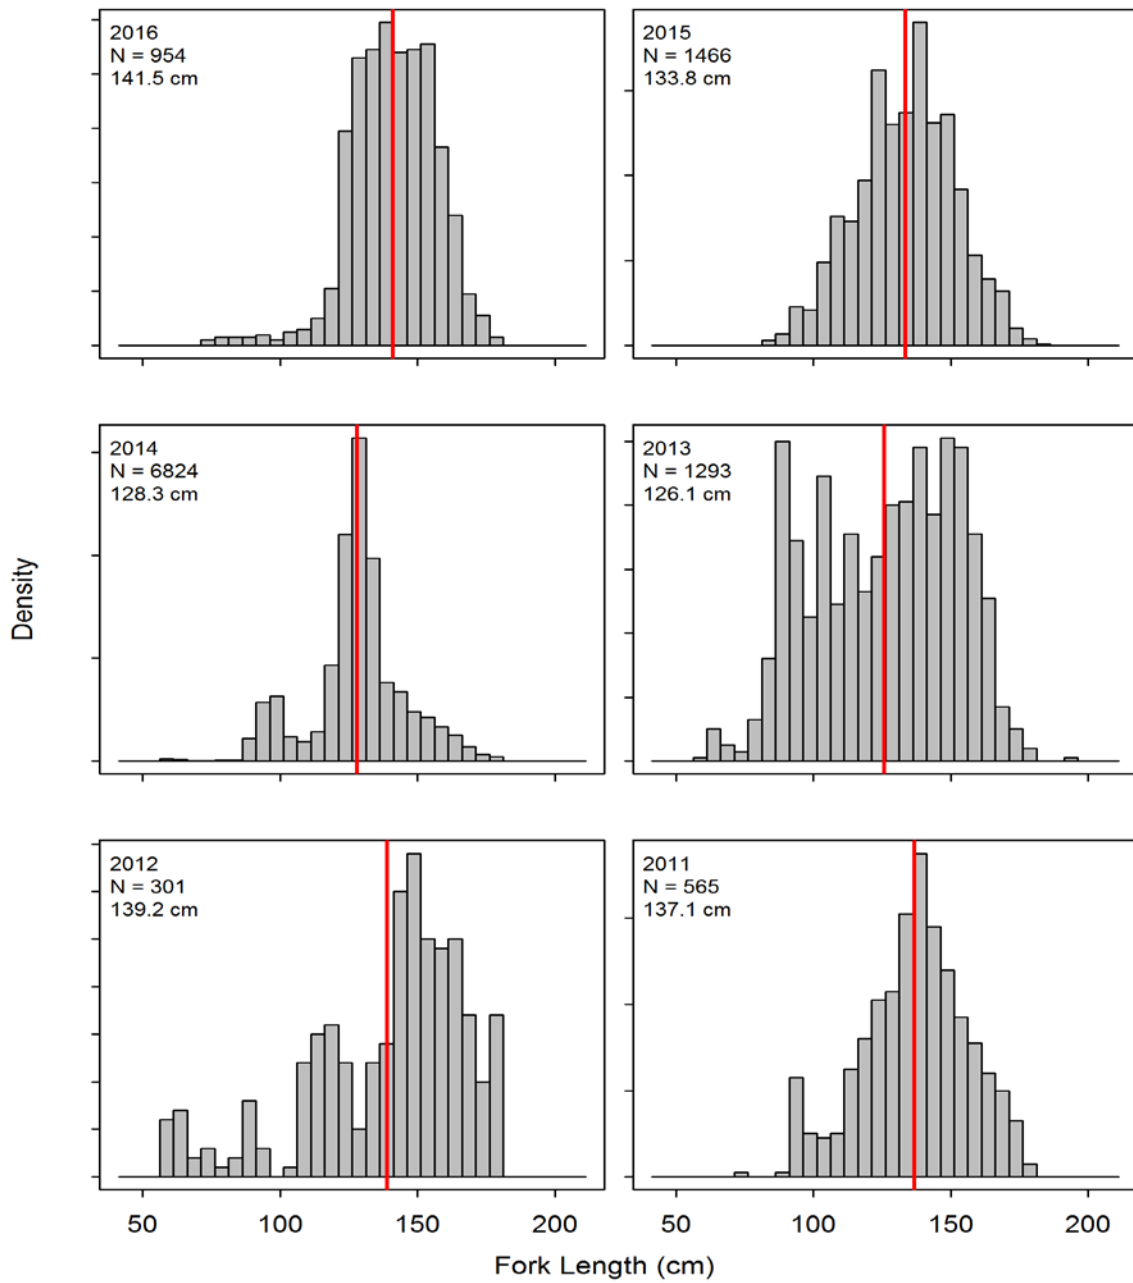 2016
N = 954
141.5 cm
2015
N = 1466
133.8 cm
2014
N = 6824
128.3 cm
2013
N = 1293
126.1 cm
Density
2012
N = 301
139.2 cm
2011
N = 565
137.1 cm
50 100 150 200 50 100 150 200
Fork Length (cm)